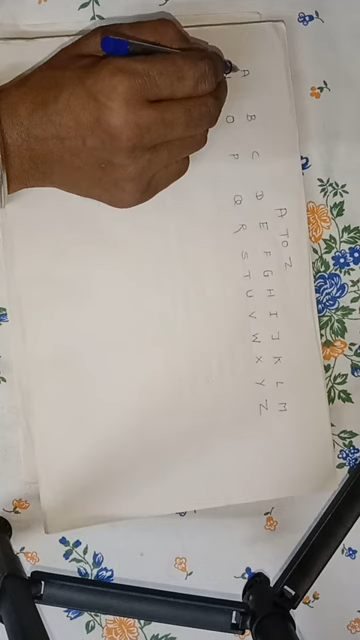 A TO Z
A B C D E F G H I J K L M
N O P Q R S T U V W X Y Z